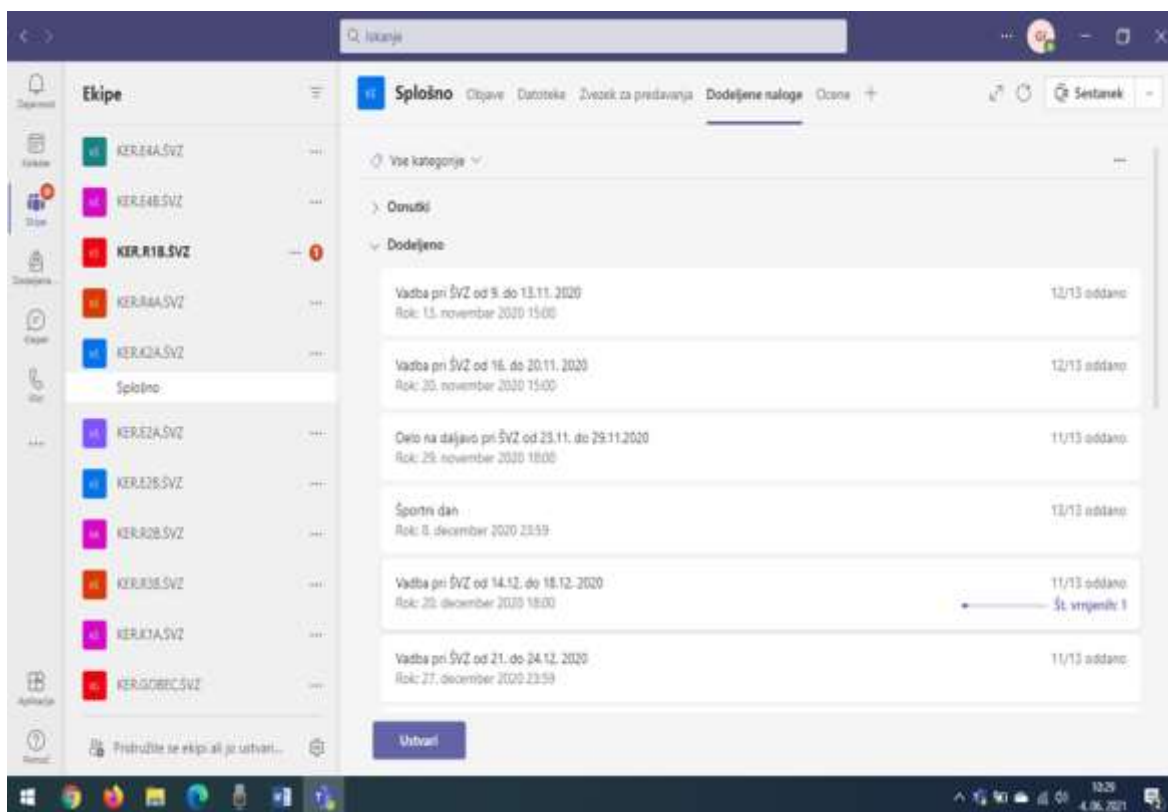 Iskanje
Ekipe
KER.E4A.ŠVZ
KER.E4B.ŠVZ
KER.R1B.ŠVZ
1
KER.R4A.ŠVZ
KER.K2A.ŠVZ
Splošno
KER.E2A.ŠVZ
KER.E2B.ŠVZ
KER.R2B.ŠVZ
KER.R3B.ŠVZ
KER.K1A.ŠVZ
KER.GOBEC.ŠVZ
Pridružite se ekipi ali jo ustvari...
Splošno Objave Datoteke Zvezek za predavanja Dodeljene naloge Ocene +
Sestanek
Vse kategorije
Osnutki
Dodeljeno
Vadba pri ŠVZ od 9. do 13.11. 2020
12/13 oddano
Rok: 13. november 2020 15:00
Vadba pri ŠVZ od 16. do 20.11. 2020
12/13 oddano
Rok: 20. november 2020 15:00
Delo na daljavo pri ŠVZ od 23.11. do 29.11.2020
11/13 oddano
Rok: 29. november 2020 18:00
Športni dan
13/13 oddano
Rok: 8. december 2020 23:59
Vadba pri ŠVZ od 14.12. do 18.12. 2020
11/13 oddano
Rok: 20. december 2020 18:00
Št. vrnjenih: 1
Vadba pri ŠVZ od 21. do 24.12. 2020
11/13 oddano
Rok: 27. december 2020 23:59
Ustvari
Ekipe
Aplikacije
Pomoč
10:29